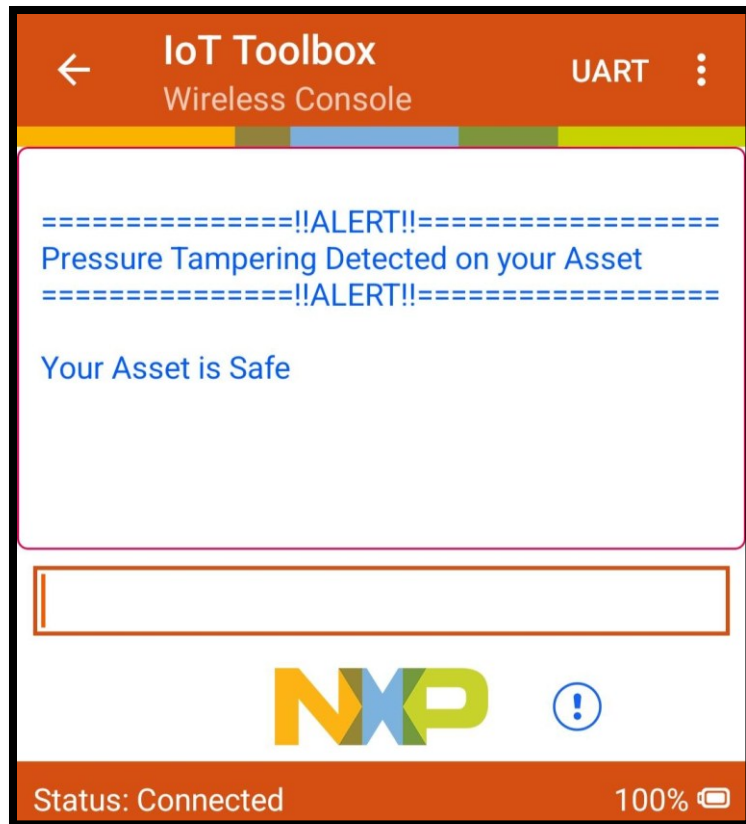 IoT Toolbox
Wireless Console
UART
===============!!ALERT!!==================
Pressure Tampering Detected on your Asset
===============!!ALERT!!==================
Your Asset is Safe
NXP
!
Status: Connected
100%